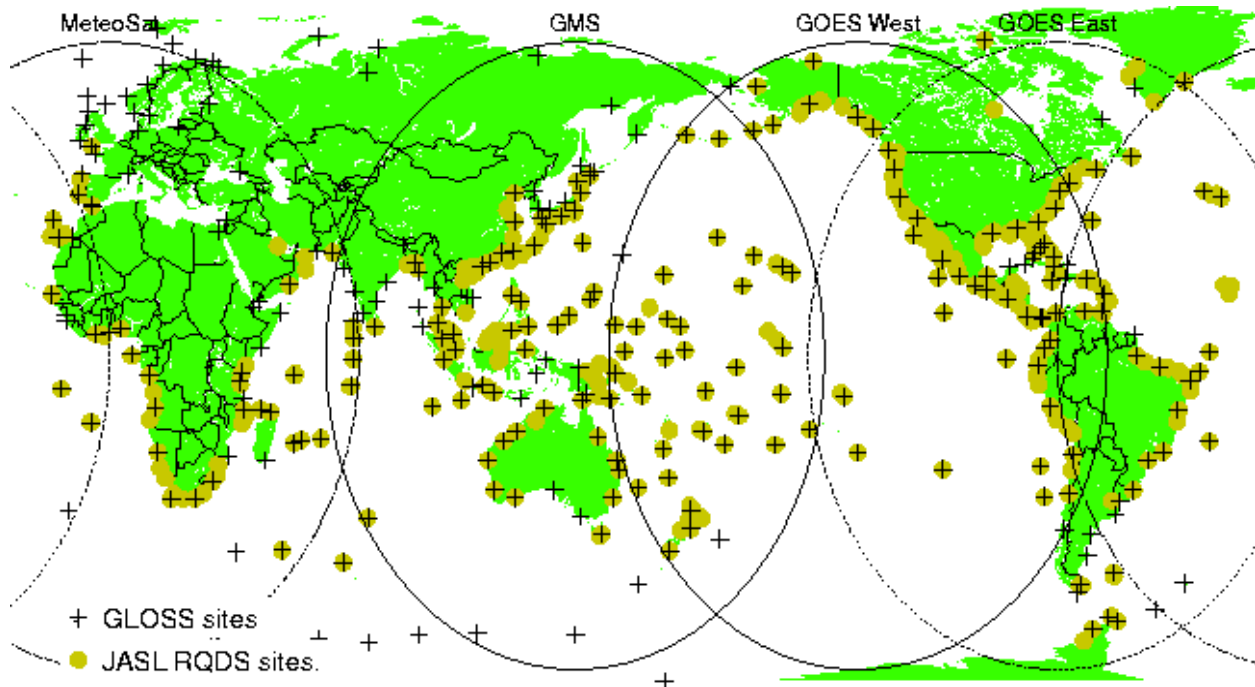 MeteoSat
GMS
GOES West
GOES East
GLOSS sites
JASL RQDS sites.